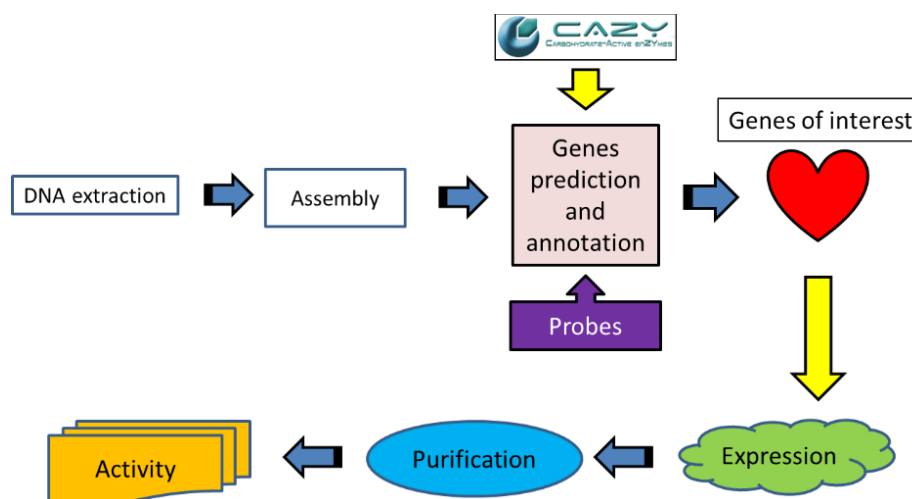 CAZY
CARBOHYDRATE-ACTIVE ENZYMES
Genes of interest
DNA extraction
Assembly
Genes
prediction
and
annotation
Probes
Activity
Purification
Expression